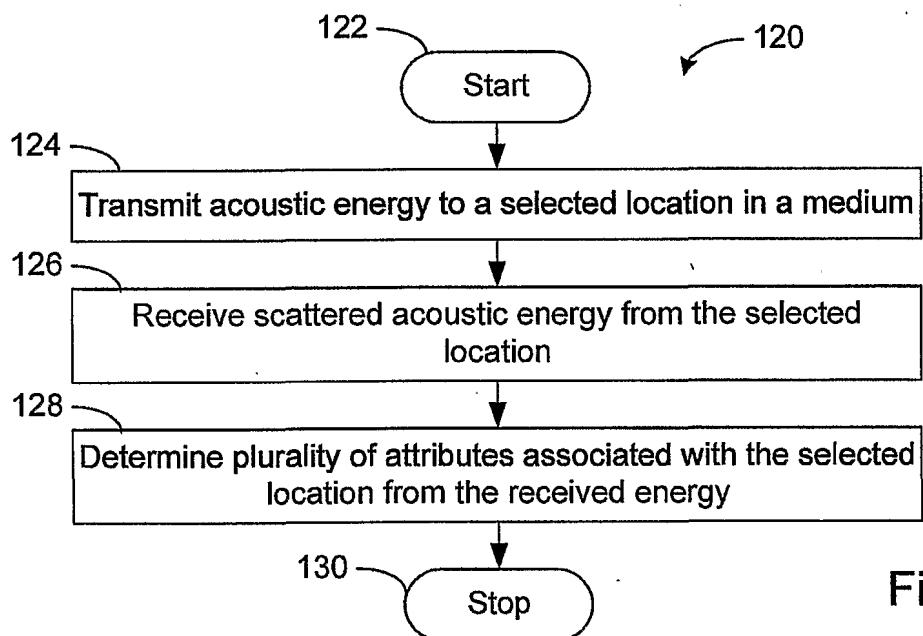 122
120
Start
124
Transmit acoustic energy to a selected location in a medium
126
Receive scattered acoustic energy from the selected
location
128
Determine plurality of attributes associated with the selected
location from the received energy
130
Stop